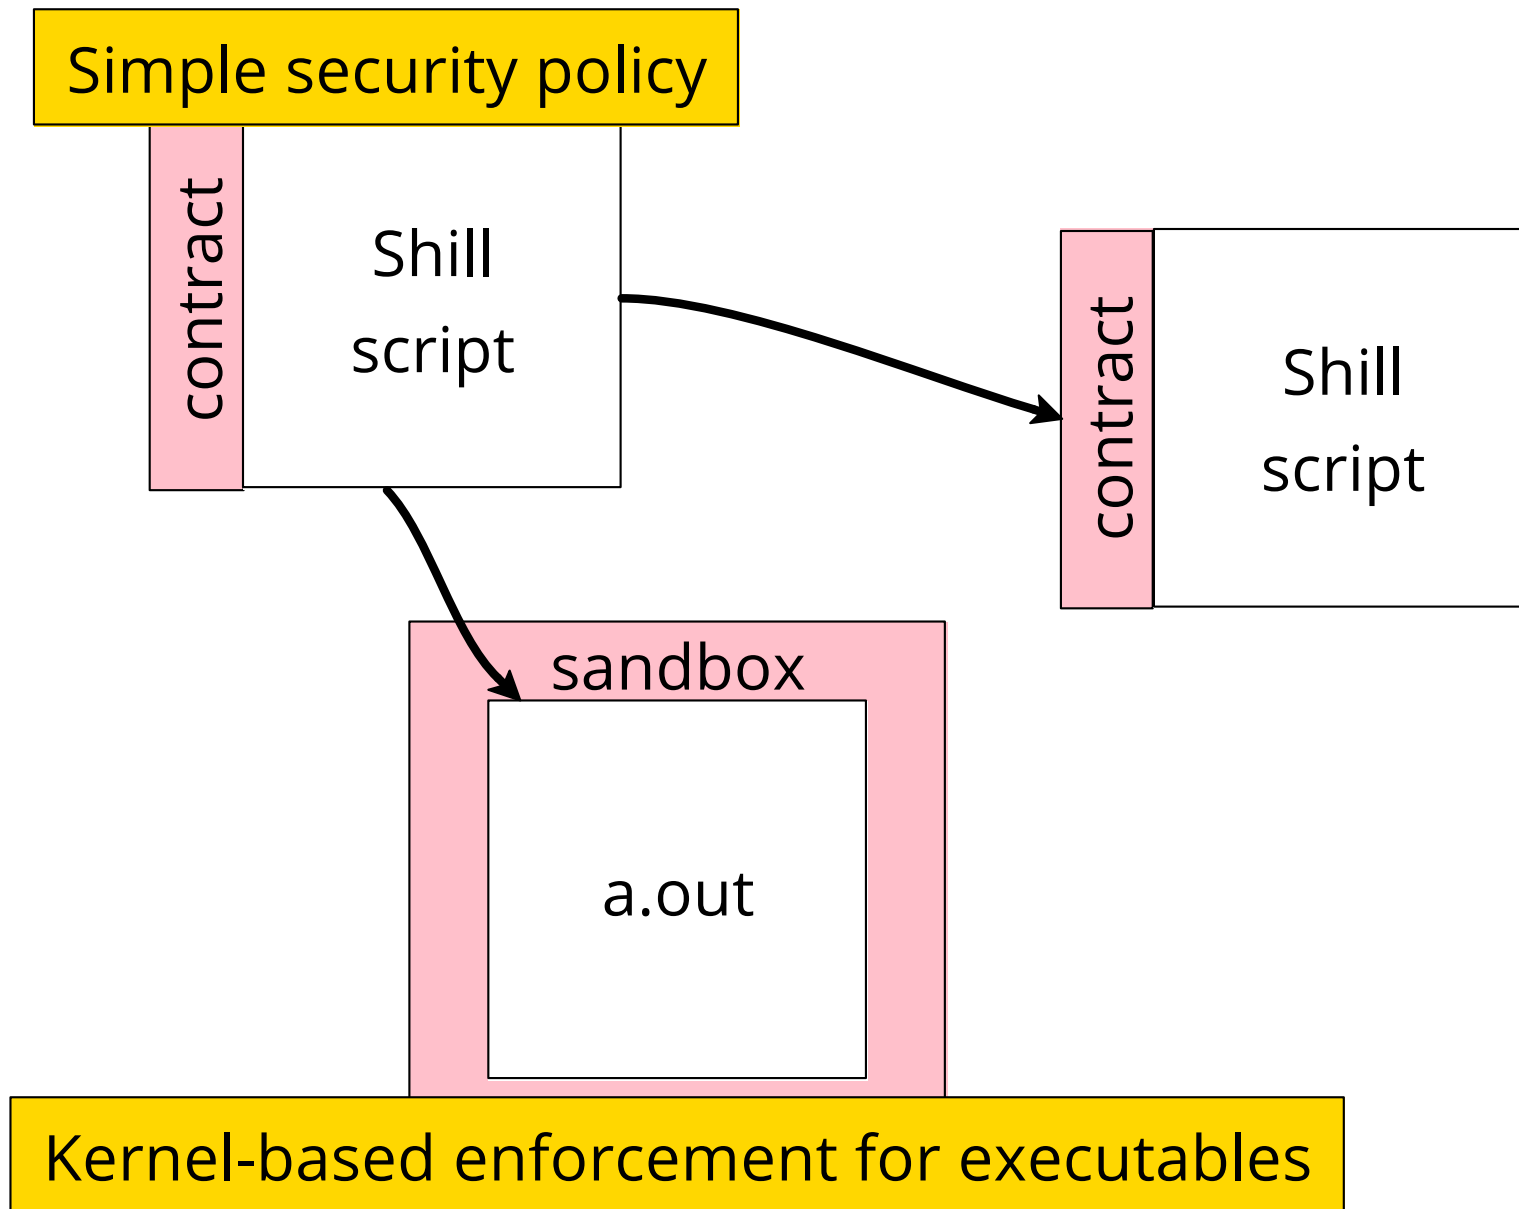 Simple security policy
contract
Shill
script
contract
Shill
script
sandbox
a.out
Kernel-based enforcement for executables